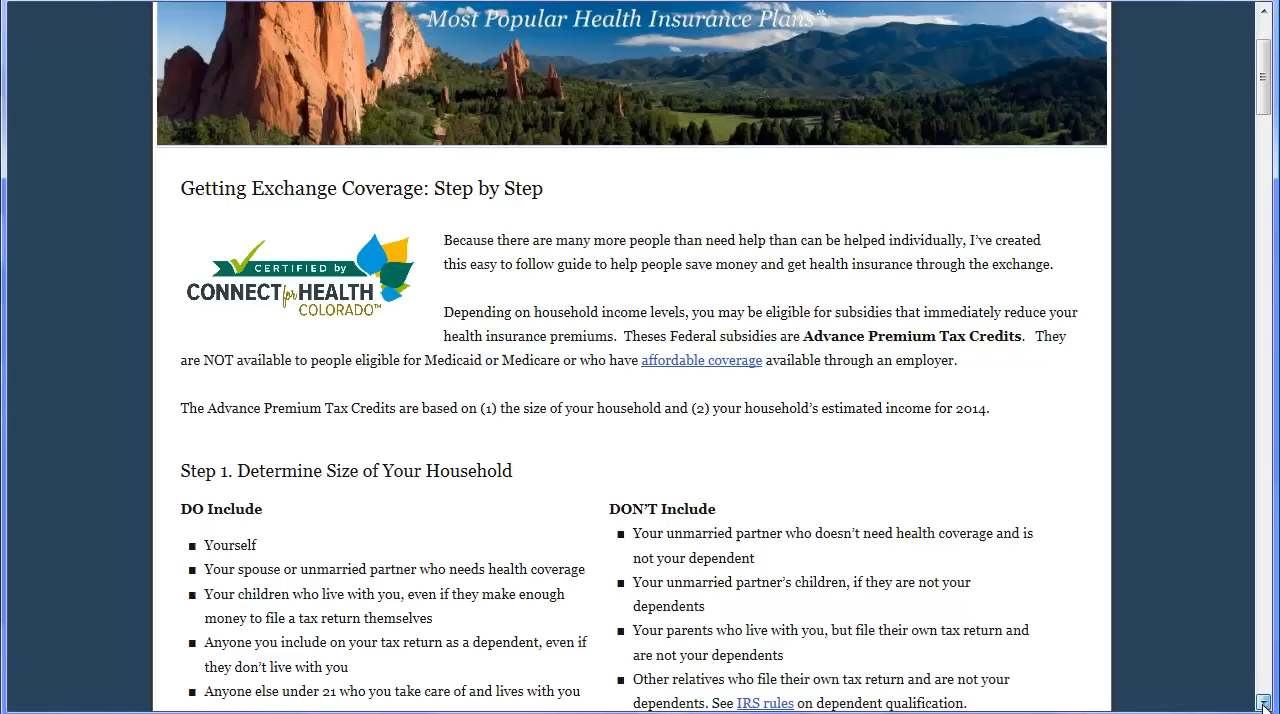 Most Popular Health Insurance Plans*
Getting Exchange Coverage: Step by Step
CERTIFIED by
CONNECT for HEALTH
COLORADO™
Because there are many more people than need help than can be helped individually, I've created
this easy to follow guide to help people save money and get health insurance through the exchange.
Depending on household income levels, you may be eligible for subsidies that immediately reduce your
health insurance premiums. Theses Federal subsidies are Advance Premium Tax Credits. They
are NOT available to people eligible for Medicaid or Medicare or who have affordable coverage available through an employer.
The Advance Premium Tax Credits are based on (1) the size of your household and (2) your household's estimated income for 2014.
Step 1. Determine Size of Your Household
DO Include
■ Yourself
■ Your spouse or unmarried partner who needs health coverage
■ Your children who live with you, even if they make enough
money to file a tax return themselves
■ Anyone you include on your tax return as a dependent, even if
they don't live with you
■ Anyone else under 21 who you take care of and lives with you
DON'T Include
■ Your unmarried partner who doesn't need health coverage and is
not your dependent
■ Your unmarried partner's children, if they are not your
dependents
■ Your parents who live with you, but file their own tax return and
are not your dependents
■ Other relatives who file their own tax return and are not your
dependents. See IRS rules on dependent qualification.